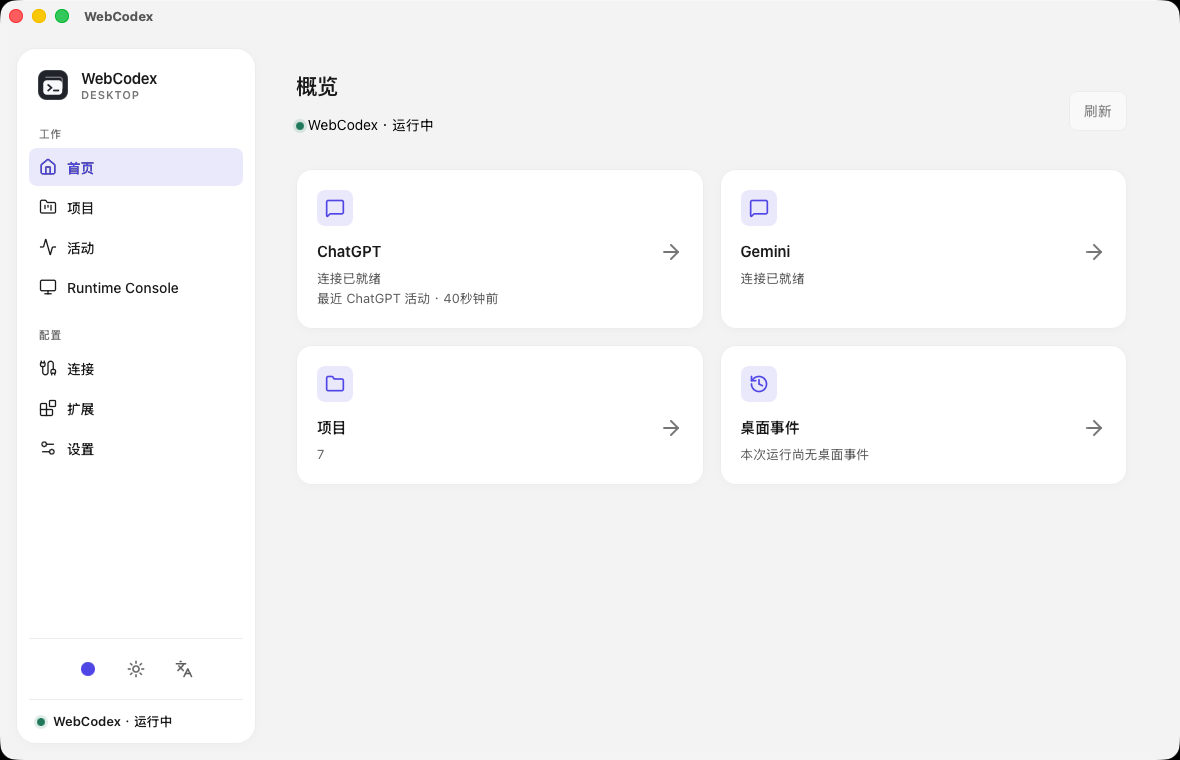 WebCodex
WebCodex
DESKTOP
工作
首页
项目
活动
Runtime Console
配置
连接
扩展
设置
WebCodex · 运行中
概览
WebCodex · 运行中
刷新
ChatGPT
连接已就绪
最近 ChatGPT 活动 · 40秒钟前
Gemini
连接已就绪
项目
7
桌面事件
本次运行尚无桌面事件